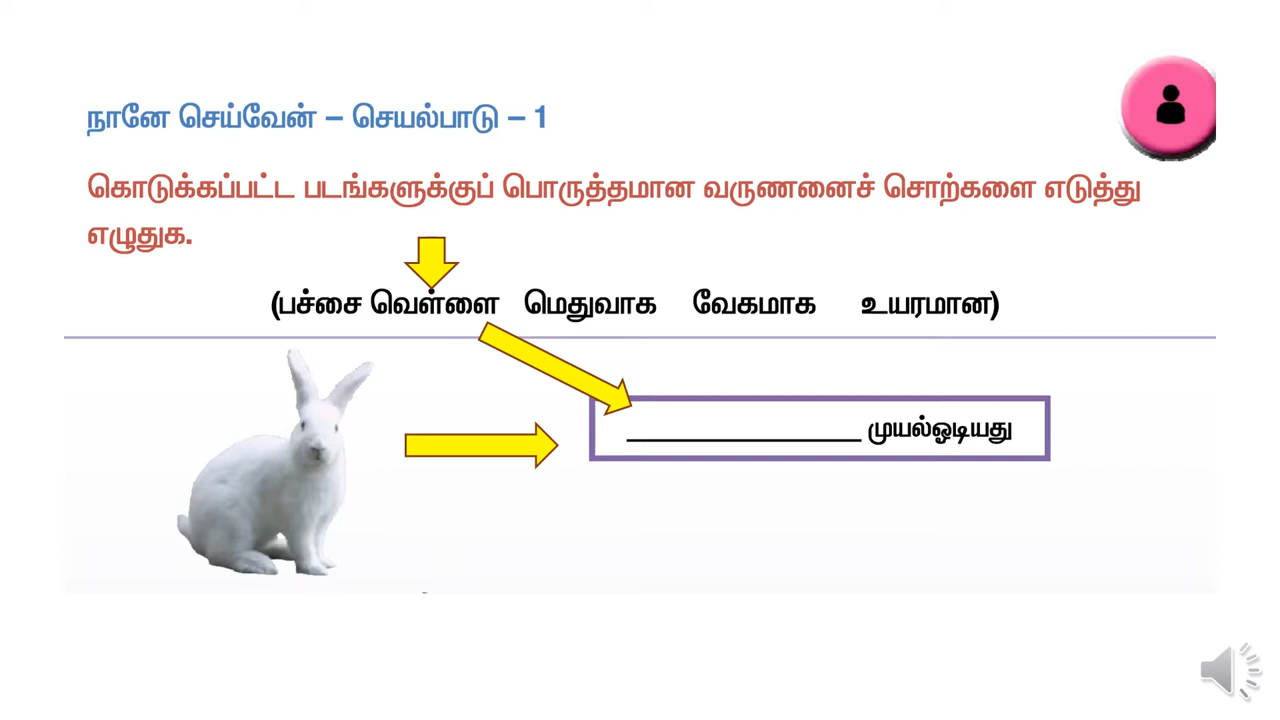 நானே செய்வேன் – செயல்பாடு – 1
கொடுக்கப்பட்ட படங்களுக்குப் பொருத்தமான வருணனைச் சொற்களை எடுத்து
எழுதுக.
(பச்சை வெள்ளை மெதுவாக வேகமாக உயரமான)
__________________ முயல்ஓடியது